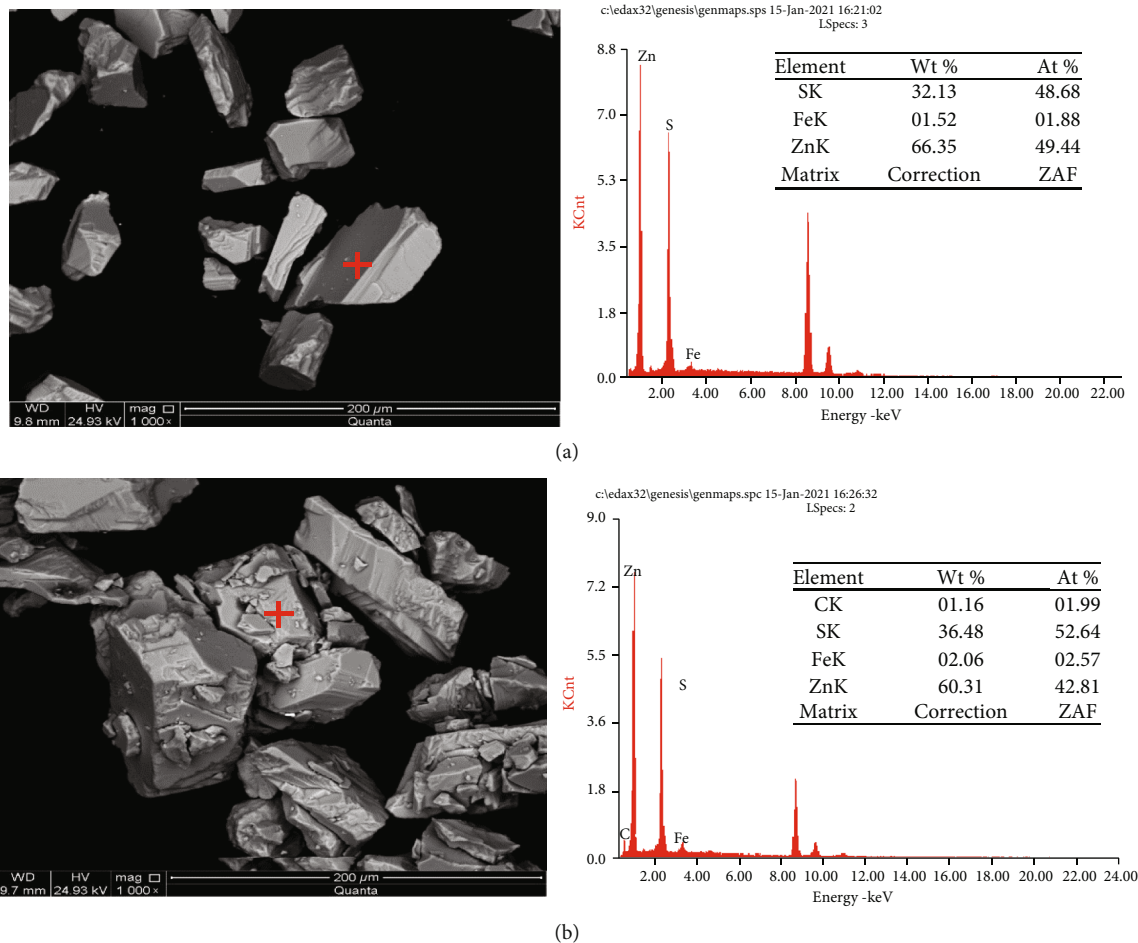 c:\edax32\genesis\genmaps.sps 15-Jan-2021 16:21:02
LSpecs: 3
8.8
7.0
5.3
3.5
1.8
0.0
KCnt
Zn
S
Fe
Element Wt % At %
SK 32.13 48.68
FeK 01.52 01.88
ZnK 66.35 49.44
Matrix Correction ZAF
2.00 4.00 6.00 8.00 10.00 12.00 14.00 16.00 18.00 20.00 22.00
Energy -keV
WD HV mag
9.8 mm 24.93 kV 1 000×
200 µm
Quanta
(a)
c:\edax32\genesis\genmaps.spc 15-Jan-2021 16:26:32
LSpecs: 2
9.0
7.2
5.5
3.6
1.8
0.0
KCnt
Zn
S
C
Fe
Element Wt % At %
CK 01.16 01.99
SK 36.48 52.64
FeK 02.06 02.57
ZnK 60.31 42.81
Matrix Correction ZAF
2.00 4.00 6.00 8.00 10.00 12.00 14.00 16.00 18.00 20.00 22.00 24.00
Energy -keV
WD HV mag
9.7 mm 24.93 kV 1 000×
200 µm
Quanta
(b)